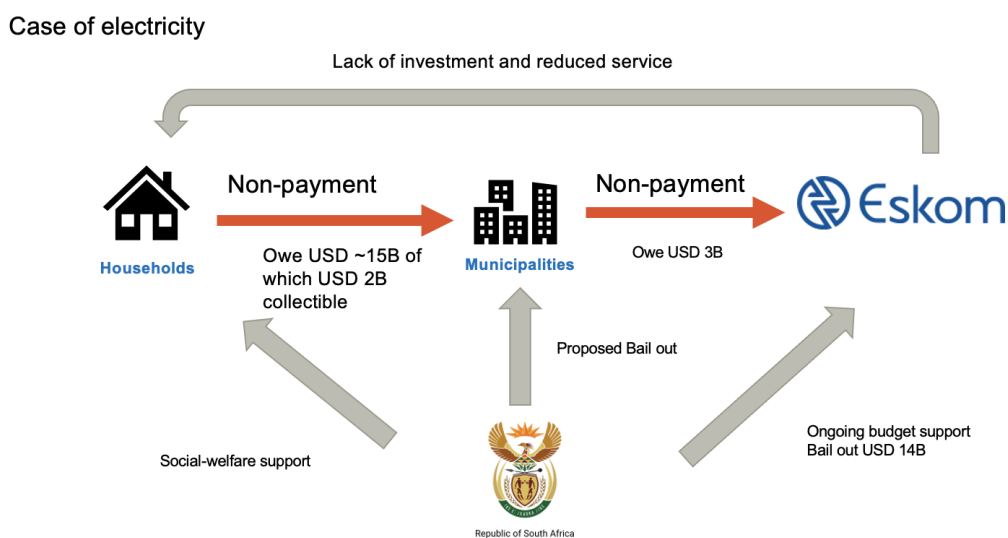 Case of electricity
Lack of investment and reduced service
Non-payment
Non-payment
Eskom
Households
Municipalities
Owe USD ~15B of
which USD 2B
collectible
Owe USD 3B
Proposed Bail out
Social-welfare support
Ongoing budget support
Bail out USD 14B
Republic of South Africa